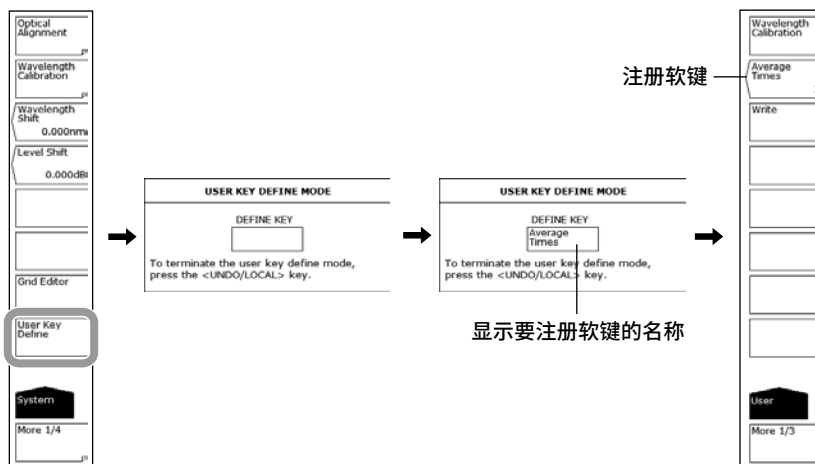 Optical
Alignment
Wavelength
Calibration
Wavelength
Shift
0.000nm
Level Shift
0.000dB
Grid Editor
User Key
Define
System
More 1/4
USER KEY DEFINE MODE
DEFINE KEY
To terminate the user key define mode,
press the <UNDO/LOCAL> key.
USER KEY DEFINE MODE
DEFINE KEY
Average
Times
To terminate the user key define mode,
press the <UNDO/LOCAL> key.
显示要注册软键的名称
注册软键
Wavelength
Calibration
Average
Times
Write
User
More 1/3